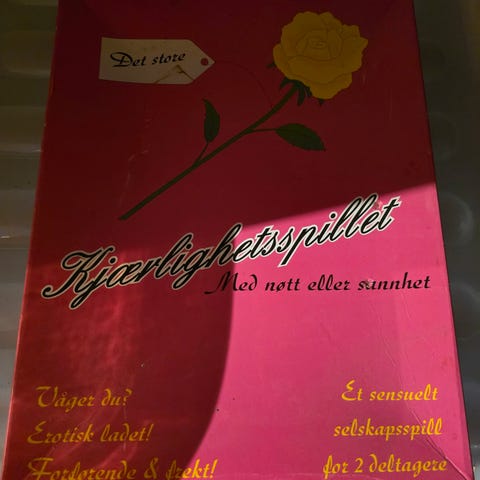 Det store
Kjærlighetsspillet
Med nøtt eller sannhet
Våger du?
Erotisk ladet!
Forførende & frekt!
Et sensuelt
selskapsspill
for 2 deltagere